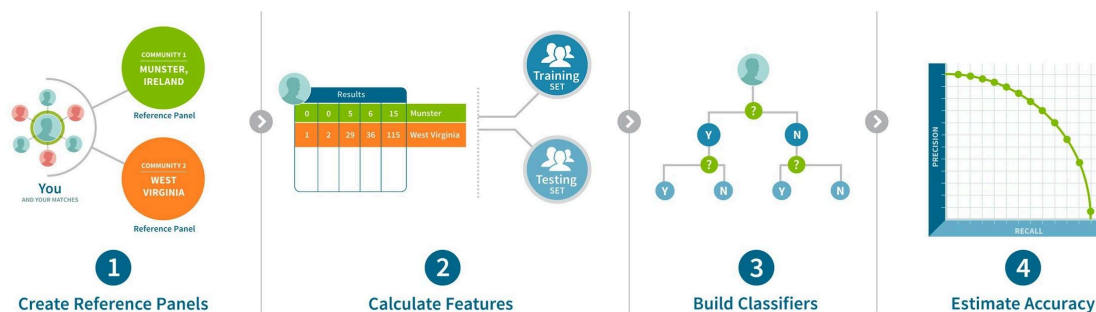 COMMUNITY 1
MUNSTER,
IRELAND
Reference Panel
COMMUNITY 2
WEST
VIRGINIA
Reference Panel
You
AND YOUR MATCHES
1
Create Reference Panels
Results
0 0 5 6 15 Munster
1 2 29 36 115 West Virginia
Training
SET
Testing
SET
2
Calculate Features
?
Y N
? ?
Y N Y N
3
Build Classifiers
PRECISION
RECALL
4
Estimate Accuracy